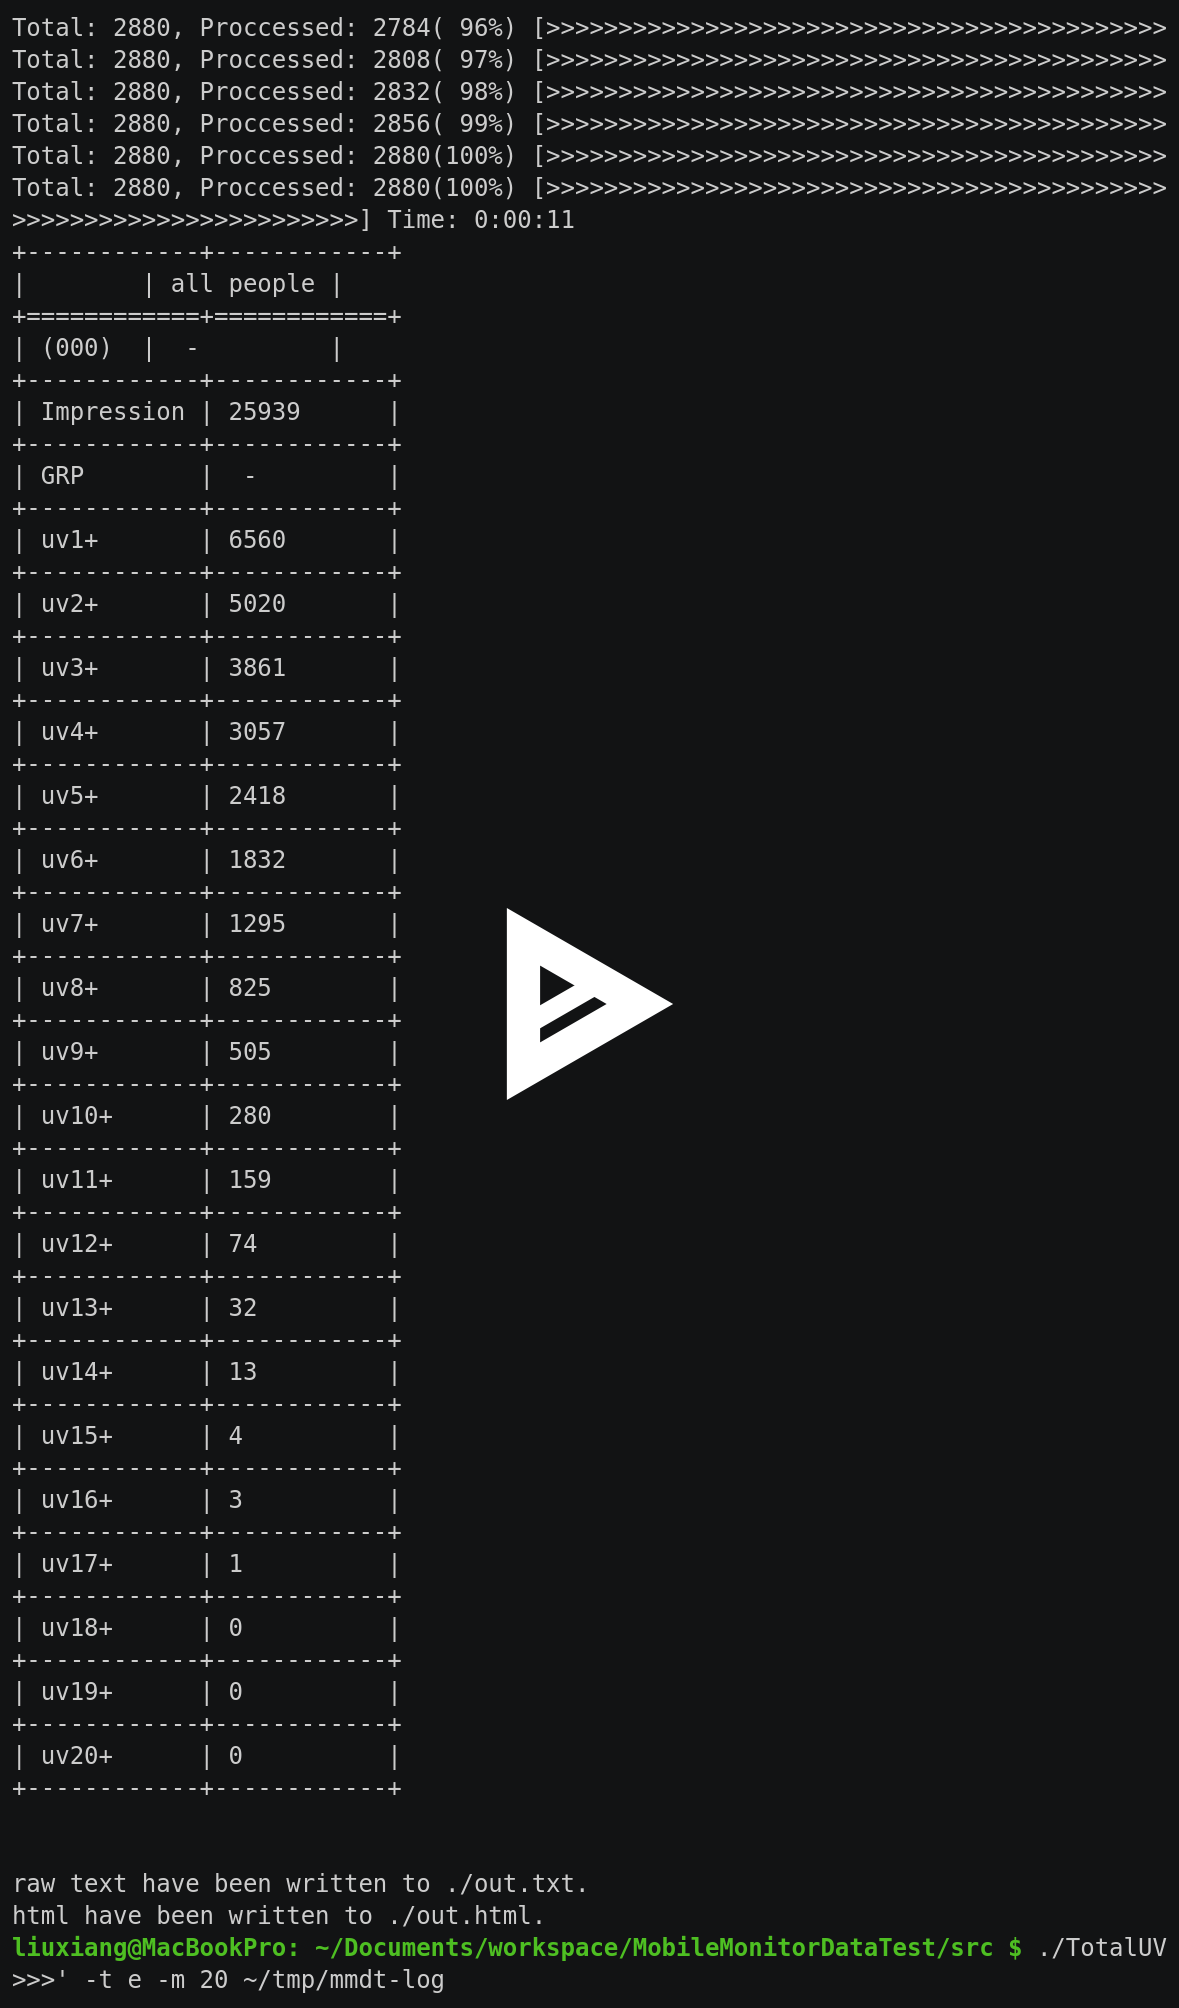 Total: 2880, Proccessed: 2784( 96%) [>>>>>>>>>>>>>>>>>>>>>>>>>>>>>>>>>>>>>>>>>>>
Total: 2880, Proccessed: 2808( 97%) [>>>>>>>>>>>>>>>>>>>>>>>>>>>>>>>>>>>>>>>>>>>
Total: 2880, Proccessed: 2832( 98%) [>>>>>>>>>>>>>>>>>>>>>>>>>>>>>>>>>>>>>>>>>>>
Total: 2880, Proccessed: 2856( 99%) [>>>>>>>>>>>>>>>>>>>>>>>>>>>>>>>>>>>>>>>>>>>
Total: 2880, Proccessed: 2880(100%) [>>>>>>>>>>>>>>>>>>>>>>>>>>>>>>>>>>>>>>>>>>>
Total: 2880, Proccessed: 2880(100%) [>>>>>>>>>>>>>>>>>>>>>>>>>>>>>>>>>>>>>>>>>>>
>>>>>>>>>>>>>>>>>>>>>>>>] Time: 0:00:11
+------------+------------+
|        | all people |
+============+============+
| (000)  |  -         |
+------------+------------+
| Impression | 25939      |
+------------+------------+
| GRP        |  -         |
+------------+------------+
| uv1+       | 6560       |
+------------+------------+
| uv2+       | 5020       |
+------------+------------+
| uv3+       | 3861       |
+------------+------------+
| uv4+       | 3057       |
+------------+------------+
| uv5+       | 2418       |
+------------+------------+
| uv6+       | 1832       |
+------------+------------+
| uv7+       | 1295       |
+------------+------------+
| uv8+       | 825        |
+------------+------------+
| uv9+       | 505        |
+------------+------------+
| uv10+      | 280        |
+------------+------------+
| uv11+      | 159        |
+------------+------------+
| uv12+      | 74         |
+------------+------------+
| uv13+      | 32         |
+------------+------------+
| uv14+      | 13         |
+------------+------------+
| uv15+      | 4          |
+------------+------------+
| uv16+      | 3          |
+------------+------------+
| uv17+      | 1          |
+------------+------------+
| uv18+      | 0          |
+------------+------------+
| uv19+      | 0          |
+------------+------------+
| uv20+      | 0          |
+------------+------------+
raw text have been written to ./out.txt.
html have been written to ./out.html.
liuxiang@MacBookPro: ~/Documents/workspace/MobileMonitorDataTest/src $ ./TotalUV
>>>' -t e -m 20 ~/tmp/mmdt-log